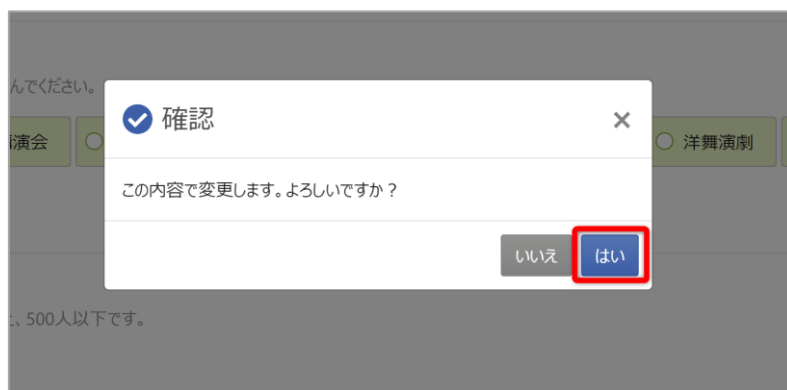 んでください。
確認
×
演会
洋舞演劇
この内容で変更します。よろしいですか？
いいえ
はい
、500人以下です。